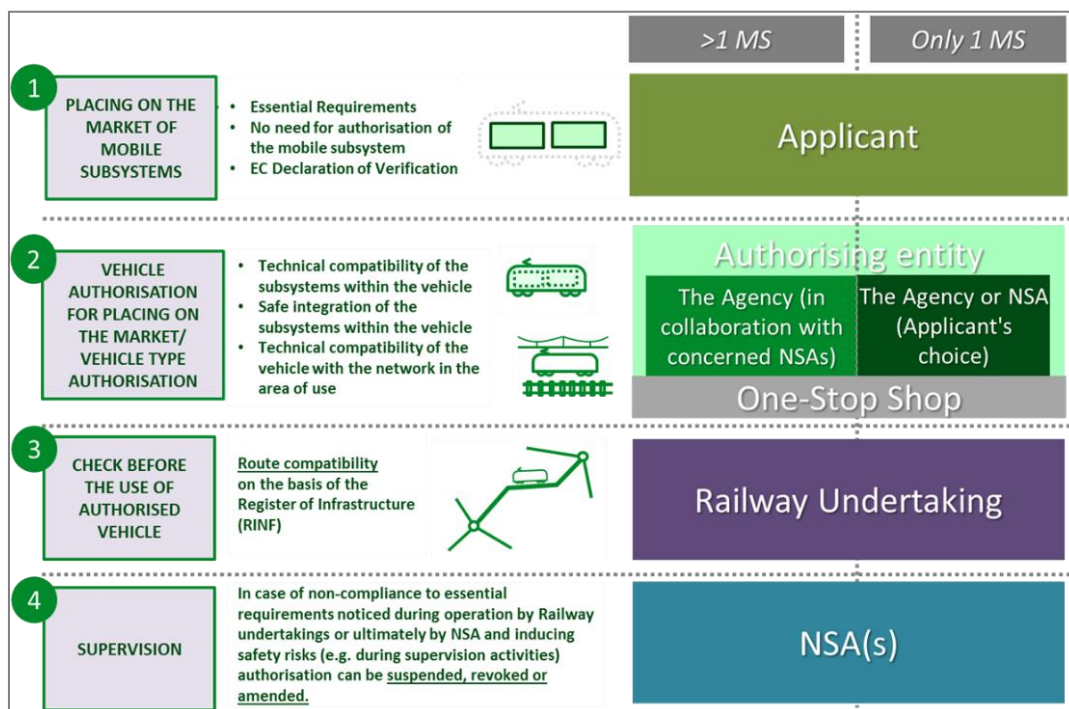 >1 MS
Only 1 MS
1
PLACING ON THE
MARKET OF
MOBILE
SUBSYSTEMS
• Essential Requirements
• No need for authorisation of
the mobile subsystem
• EC Declaration of Verification
Applicant
2
VEHICLE
AUTHORISATION
FOR PLACING ON
THE MARKET/
VEHICLE TYPE
AUTHORISATION
• Technical compatibility of the
subsystems within the vehicle
• Safe integration of the
subsystems within the vehicle
• Technical compatibility of the
vehicle with the network in the
area of use
Authorising entity
The Agency (in
collaboration with
concerned NSAs)
The Agency or NSA
(Applicant's
choice)
One-Stop Shop
3
CHECK BEFORE
THE USE OF
AUTHORISED
VEHICLE
Route compatibility
on the basis of the
Register of Infrastructure
(RINF)
Railway Undertaking
4
SUPERVISION
In case of non-compliance to essential
requirements noticed during operation by Railway
undertakings or ultimately by NSA and inducing
safety risks (e.g. during supervision activities)
authorisation can be suspended, revoked or
amended.
NSA(s)